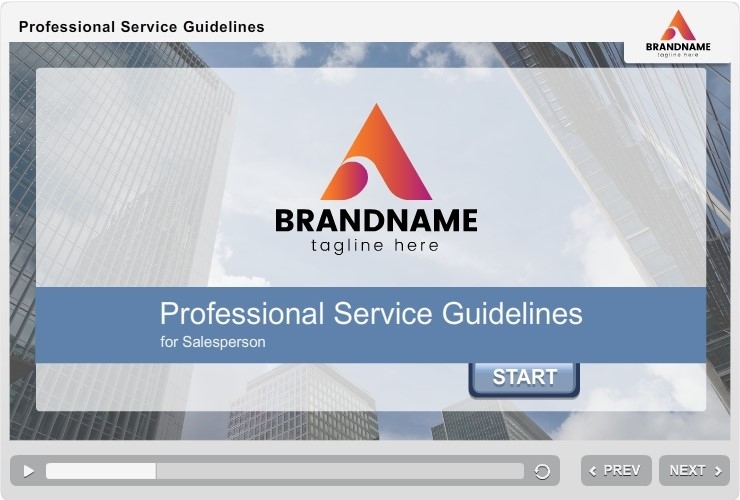 Professional Service Guidelines
BRANDNAME
tagline here
BRANDNAME
tagline here
Professional Service Guidelines
for Salesperson
START
PREV
NEXT